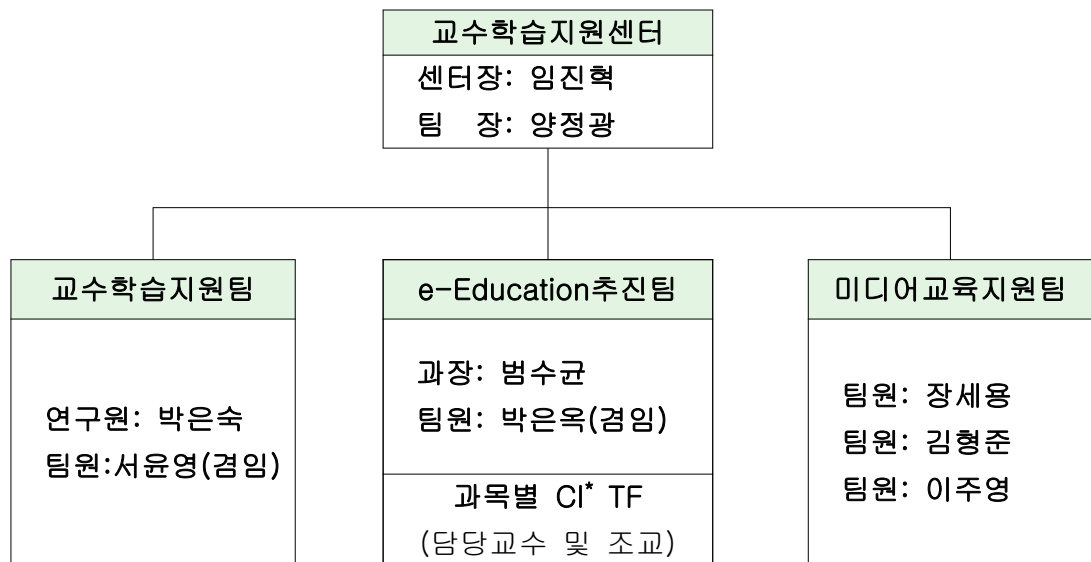 교수학습지원센터
센터장: 임진혁
팀 장: 양정광
교수학습지원팀
연구원: 박은숙
팀원:서윤영(겸임)
e-Education추진팀
과장: 범수균
팀원: 박은옥(겸임)
과목별 CI* TF
(담당교수 및 조교)
미디어교육지원팀
팀원: 장세용
팀원: 김형준
팀원: 이주영